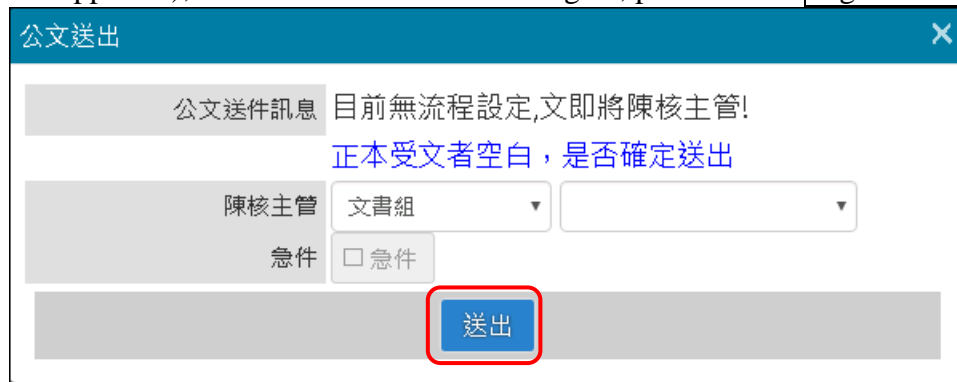 公文送出
公文送件訊息 目前無流程設定,文即將陳核主管!
正本受文者空白，是否確定送出
陳核主管 文書組
急件 急件
送出